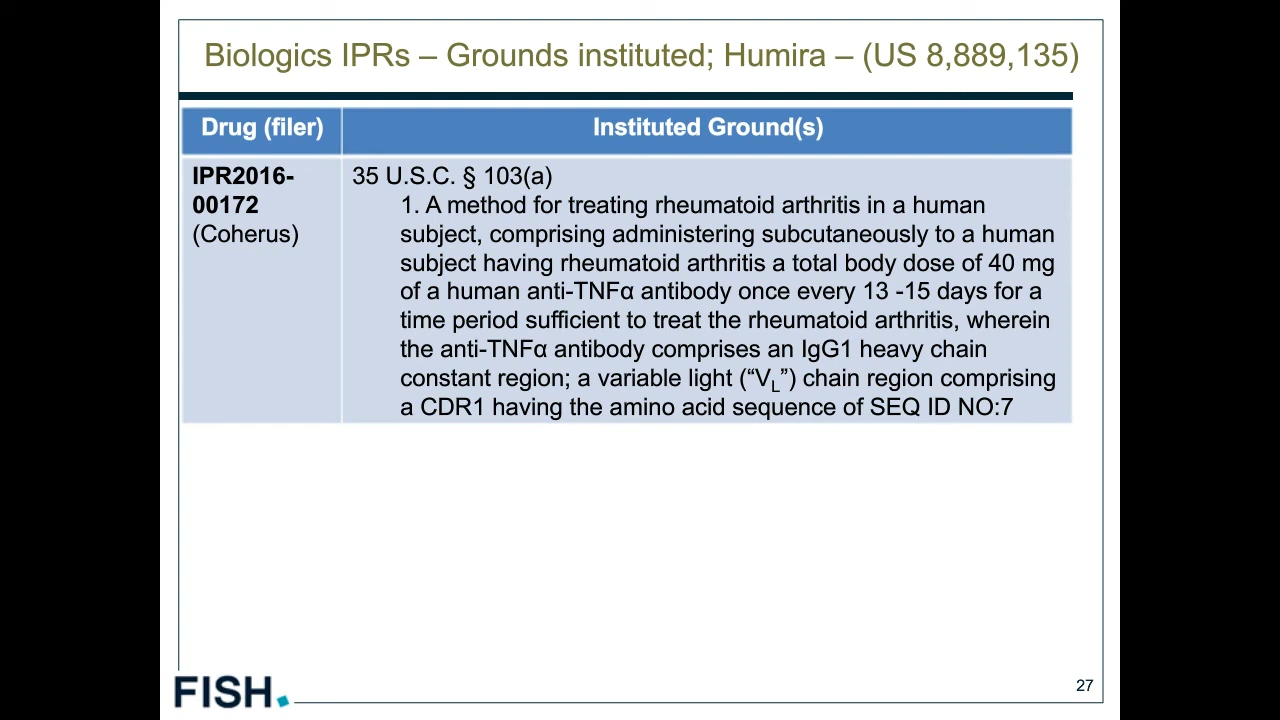 Biologics IPRs – Grounds instituted; Humira – (US 8,889,135)
Drug (filer)
Instituted Ground(s)
IPR2016-
00172
(Coherus)
35 U.S.C. § 103(a)
1. A method for treating rheumatoid arthritis in a human
subject, comprising administering subcutaneously to a human
subject having rheumatoid arthritis a total body dose of 40 mg
of a human anti-TNFα antibody once every 13 -15 days for a
time period sufficient to treat the rheumatoid arthritis, wherein
the anti-TNFα antibody comprises an IgG1 heavy chain
constant region; a variable light (“VL”) chain region comprising
a CDR1 having the amino acid sequence of SEQ ID NO:7
FISH.
27